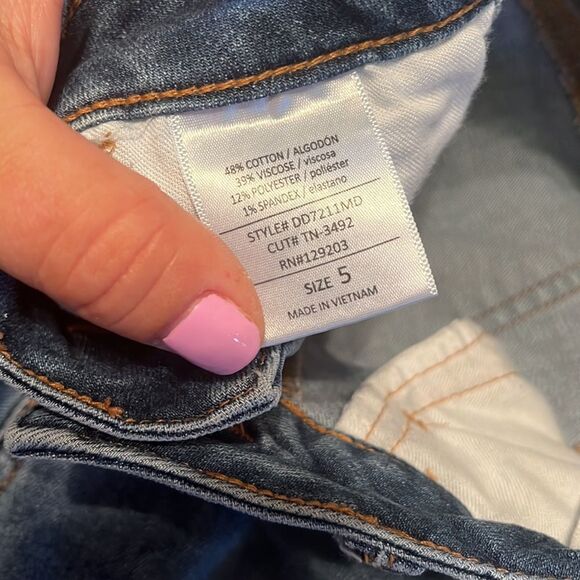 48% COTTON / ALGODÓN
39% VISCOSE / viscosa
12% POLYESTER / poliéster
1% SPANDEX / elastano
STYLE# DD7211MD
CUT# TN-3492
RN#129203
SIZE 5
MADE IN VIETNAM